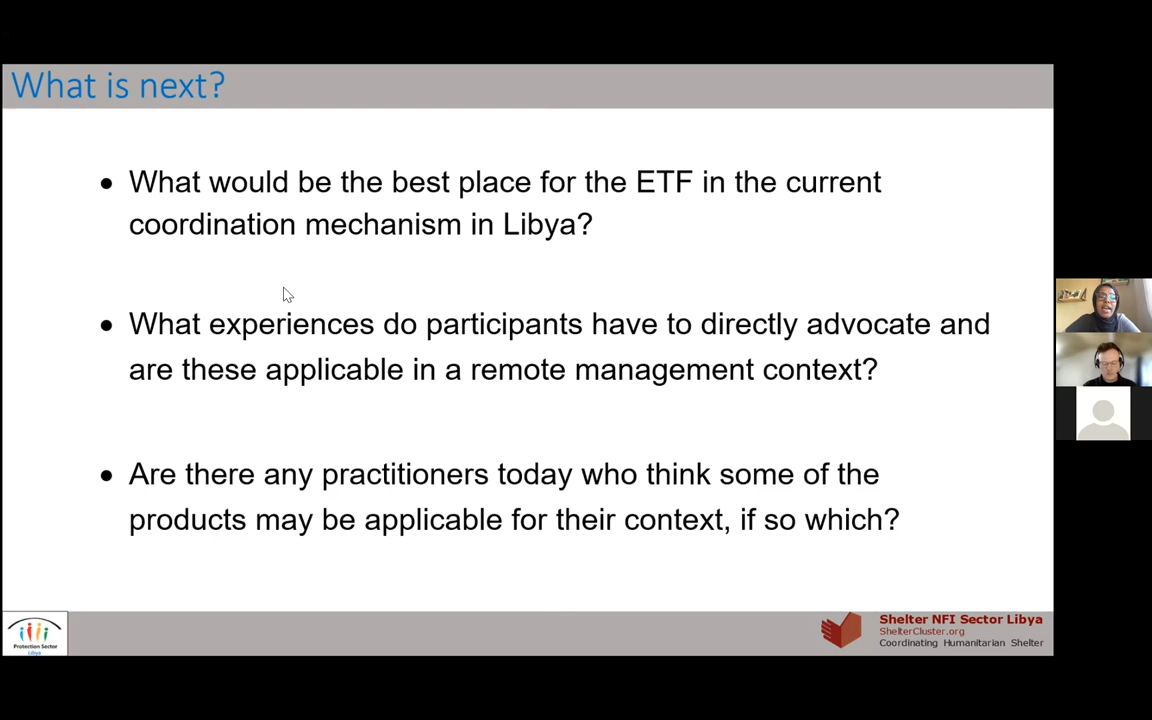 What is next?
• What would be the best place for the ETF in the current
coordination mechanism in Libya?
• What experiences do participants have to directly advocate and
are these applicable in a remote management context?
• Are there any practitioners today who think some of the
products may be applicable for their context, if so which?
Protection Sector
Libya
Shelter NFI Sector Libya
ShelterCluster.org
Coordinating Humanitarian Shelter